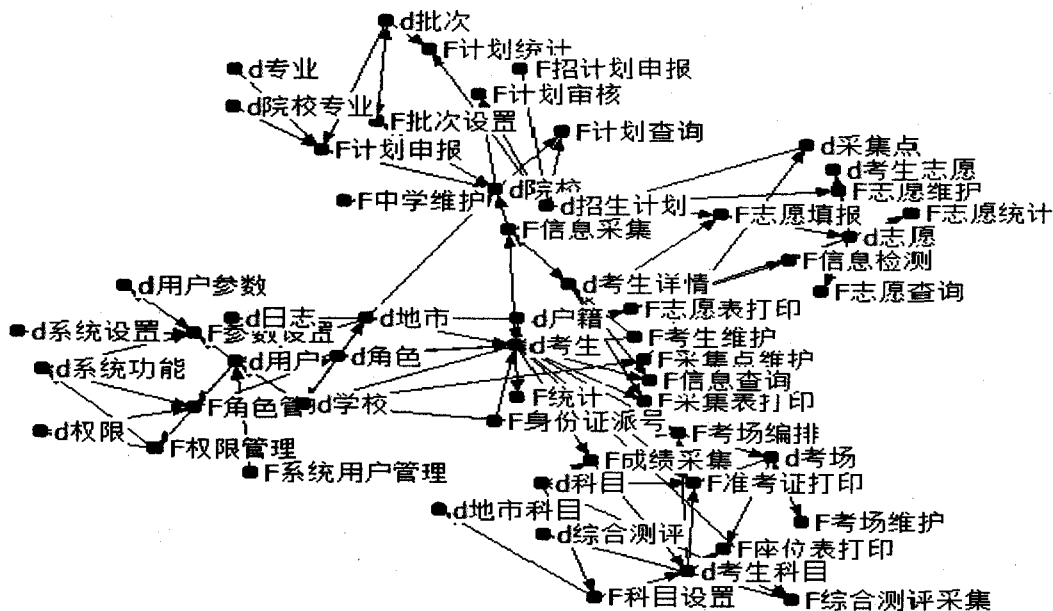 d批次
F计划统计
d专业
F招计划申报
F计划审核
d院校专业
F批次设置
F计划查询
F计划申报
d采集点
d考生志愿
d院校
F志愿维护
F中学维护
d招生计划
F志愿填报
F志愿统计
F信息采集
d志愿
F信息检测
d用户参数
d考生详情
F志愿查询
F志愿表打印
d系统设置
d日志
d地市
d户籍
F参数设置
F考生维护
d考生
d用户
d角色
F采集点维护
d系统功能
F信息查询
F统计
F采集表打印
F角色管
d学校
F身份证派号
d权限
F考场编排
F权限管理
F成绩采集
d考场
F系统用户管理
d科目
F准考证打印
d地市科目
F考场维护
d综合测评
F座位表打印
d考生科目
F科目设置
F综合测评采集